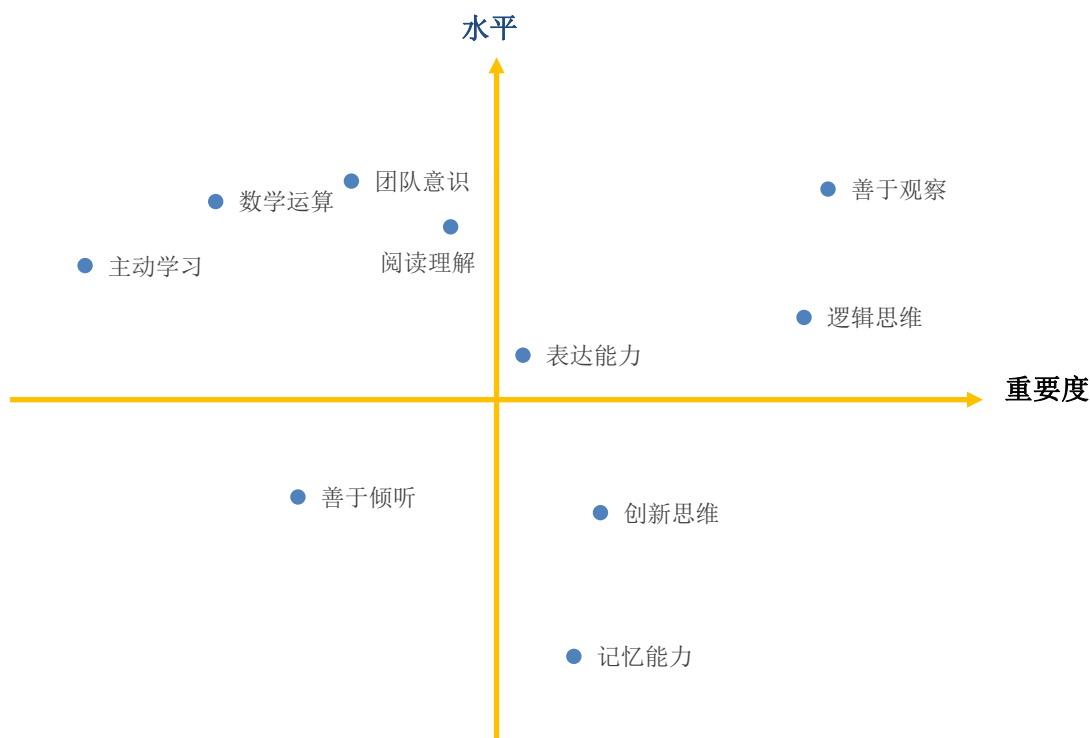 水平
团队意识
善于观察
数学运算
阅读理解
主动学习
逻辑思维
表达能力
重要度
善于倾听
创新思维
记忆能力